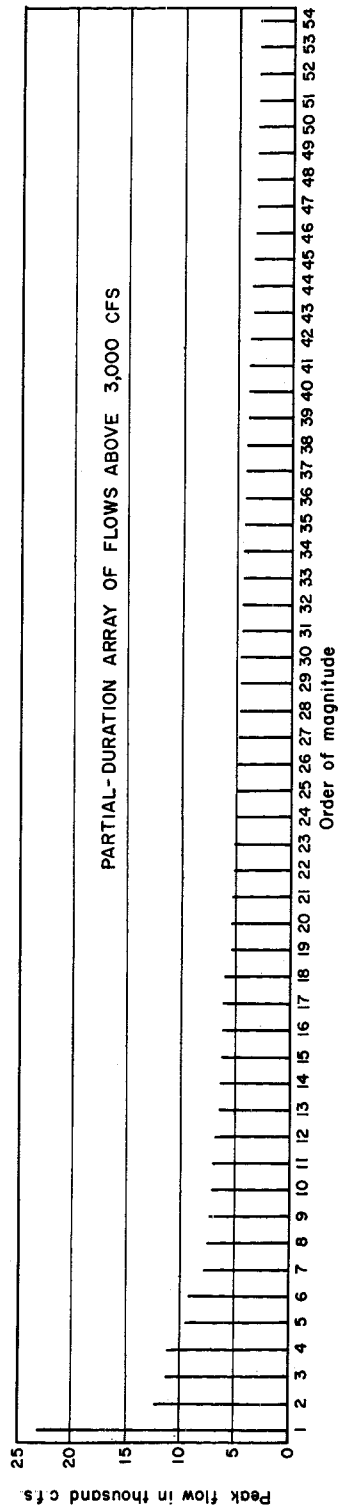 PARTIAL-DURATION ARRAY OF FLOWS ABOVE 3,000 CFS
Peak flow in thousand c.f.s.
25
20
15
10
5
0
1 2 3 4 5 6 7 8 9 10 11 12 13 14 15 16 17 18 19 20 21 22 23 24 25 26 27 28 29 30 31 32 33 34 35 36 37 38 39 40 41 42 43 44 45 46 47 48 49 50 51 52 53 54
Order of magnitude